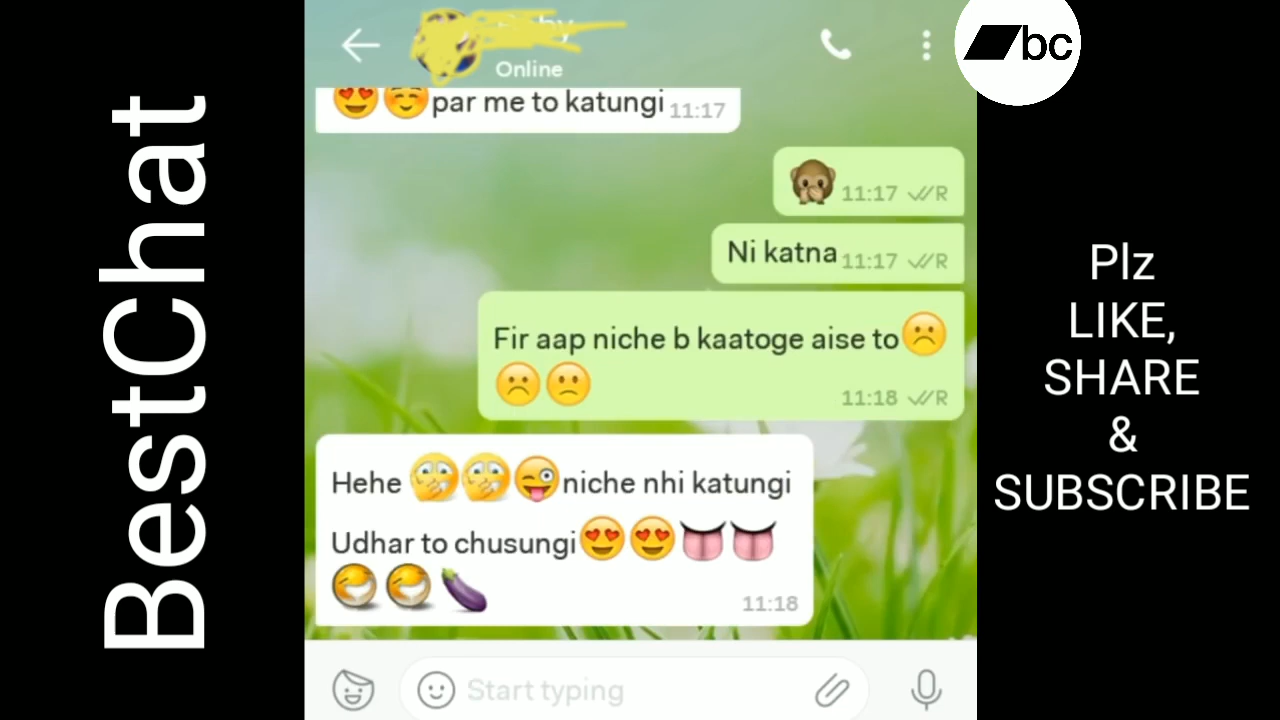 BestChat
Online
😍☺️par me to katungi 11:17
🙊 11:17 ✓✓R
Ni katna 11:17 ✓✓R
Fir aap niche b kaatoge aise to☹️
☹️🙁 11:18 ✓✓R
Hehe 🤭🤭😜niche nhi katungi
Udhar to chusungi😍😍👅👅
😂😂🍆 11:18
Start typing
bc
Plz
LIKE,
SHARE
&
SUBSCRIBE